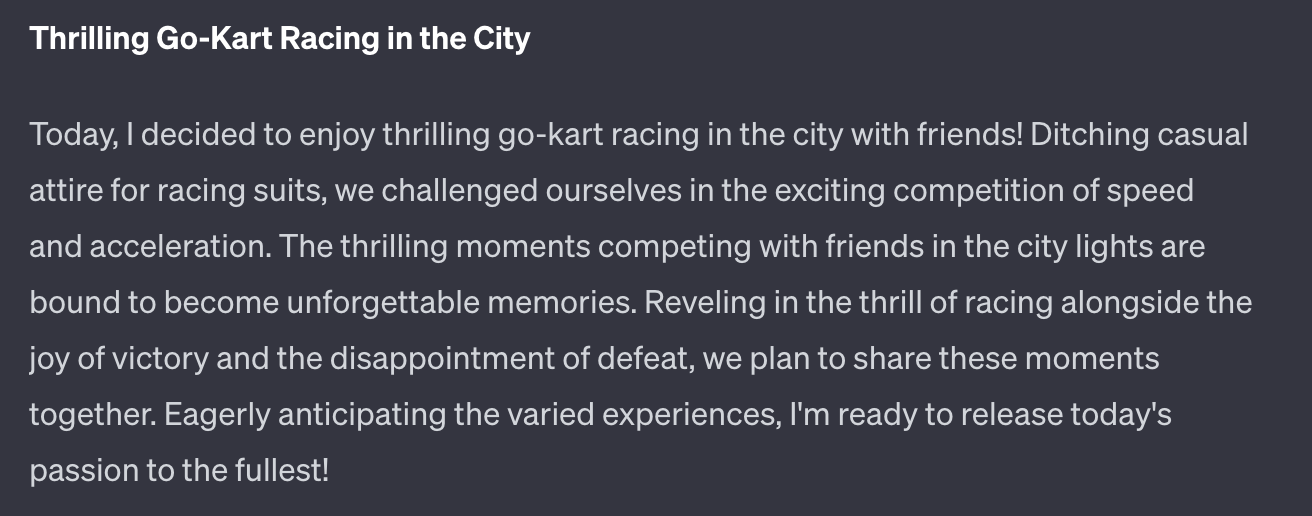 Thrilling Go-Kart Racing in the City
Today, I decided to enjoy thrilling go-kart racing in the city with friends! Ditching casual
attire for racing suits, we challenged ourselves in the exciting competition of speed
and acceleration. The thrilling moments competing with friends in the city lights are
bound to become unforgettable memories. Reveling in the thrill of racing alongside the
joy of victory and the disappointment of defeat, we plan to share these moments
together. Eagerly anticipating the varied experiences, I'm ready to release today's
passion to the fullest!